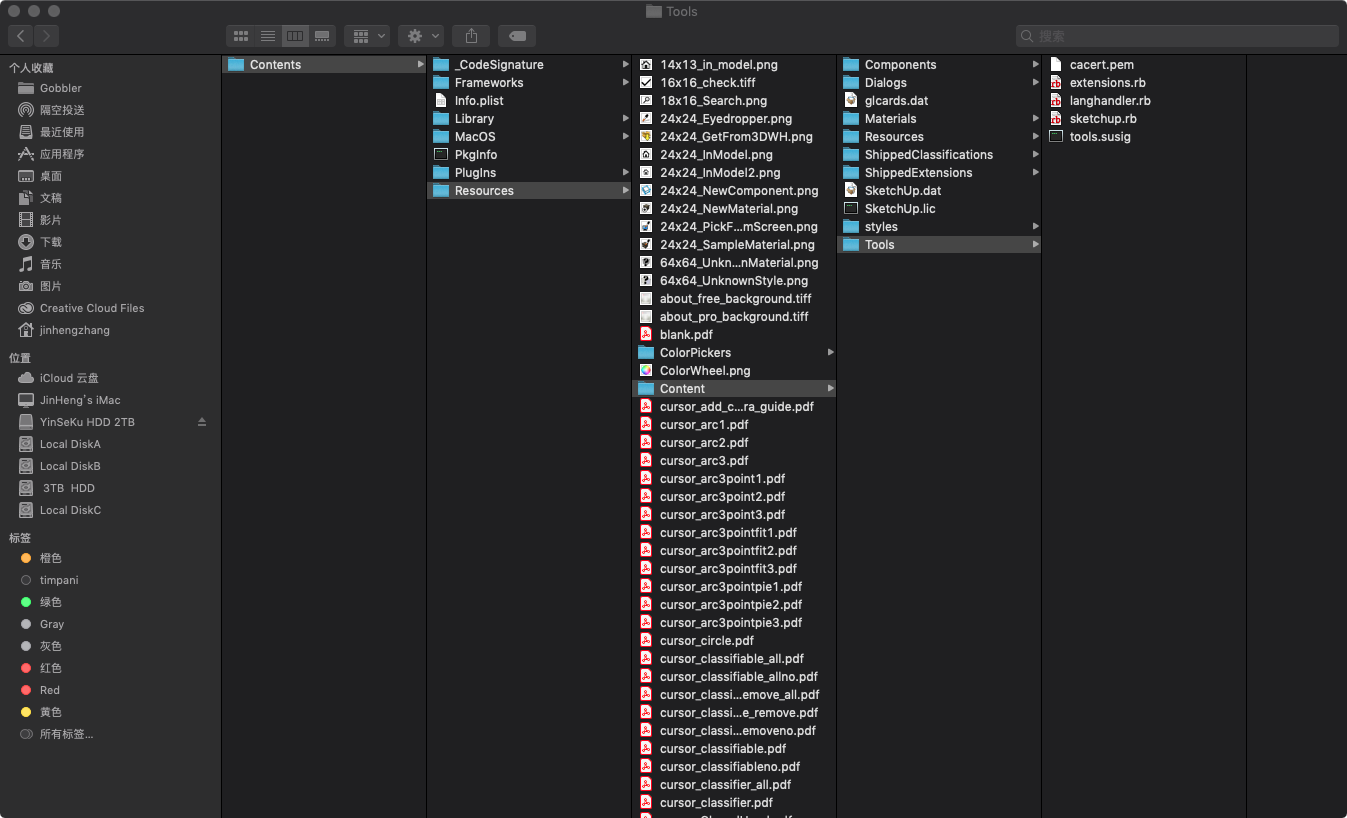 Tools
搜索
个人收藏
Gobbler
隔空投送
最近使用
应用程序
桌面
文稿
影片
下载
音乐
图片
Creative Cloud Files
jinhengzhang
位置
iCloud 云盘
JinHeng's iMac
YinSeKu HDD 2TB
Local DiskA
Local DiskB
3TB HDD
Local DiskC
标签
橙色
timpani
绿色
Gray
灰色
红色
Red
黄色
所有标签...
Contents
_CodeSignature
Frameworks
Info.plist
Library
MacOS
PkgInfo
PlugIns
Resources
14x13_in_model.png
16x16_check.tiff
18x16_Search.png
24x24_Eyedropper.png
24x24_GetFrom3DWH.png
24x24_InModel.png
24x24_InModel2.png
24x24_NewComponent.png
24x24_NewMaterial.png
24x24_PickF...mScreen.png
24x24_SampleMaterial.png
64x64_Unkn...nMaterial.png
64x64_UnknownStyle.png
about_free_background.tiff
about_pro_background.tiff
blank.pdf
ColorPickers
ColorWheel.png
Content
cursor_add_c...ra_guide.pdf
cursor_arc1.pdf
cursor_arc2.pdf
cursor_arc3.pdf
cursor_arc3point1.pdf
cursor_arc3point2.pdf
cursor_arc3point3.pdf
cursor_arc3pointfit1.pdf
cursor_arc3pointfit2.pdf
cursor_arc3pointfit3.pdf
cursor_arc3pointpie1.pdf
cursor_arc3pointpie2.pdf
cursor_arc3pointpie3.pdf
cursor_circle.pdf
cursor_classifiable_all.pdf
cursor_classifiable_allno.pdf
cursor_classi...emove_all.pdf
cursor_classi...e_remove.pdf
cursor_classi...emoveno.pdf
cursor_classifiable.pdf
cursor_classifiableno.pdf
cursor_classifier_all.pdf
cursor_classifier.pdf
Components
Dialogs
glcards.dat
Materials
Resources
ShippedClassifications
ShippedExtensions
SketchUp.dat
SketchUp.lic
styles
Tools
cacert.pem
extensions.rb
langhandler.rb
sketchup.rb
tools.susig